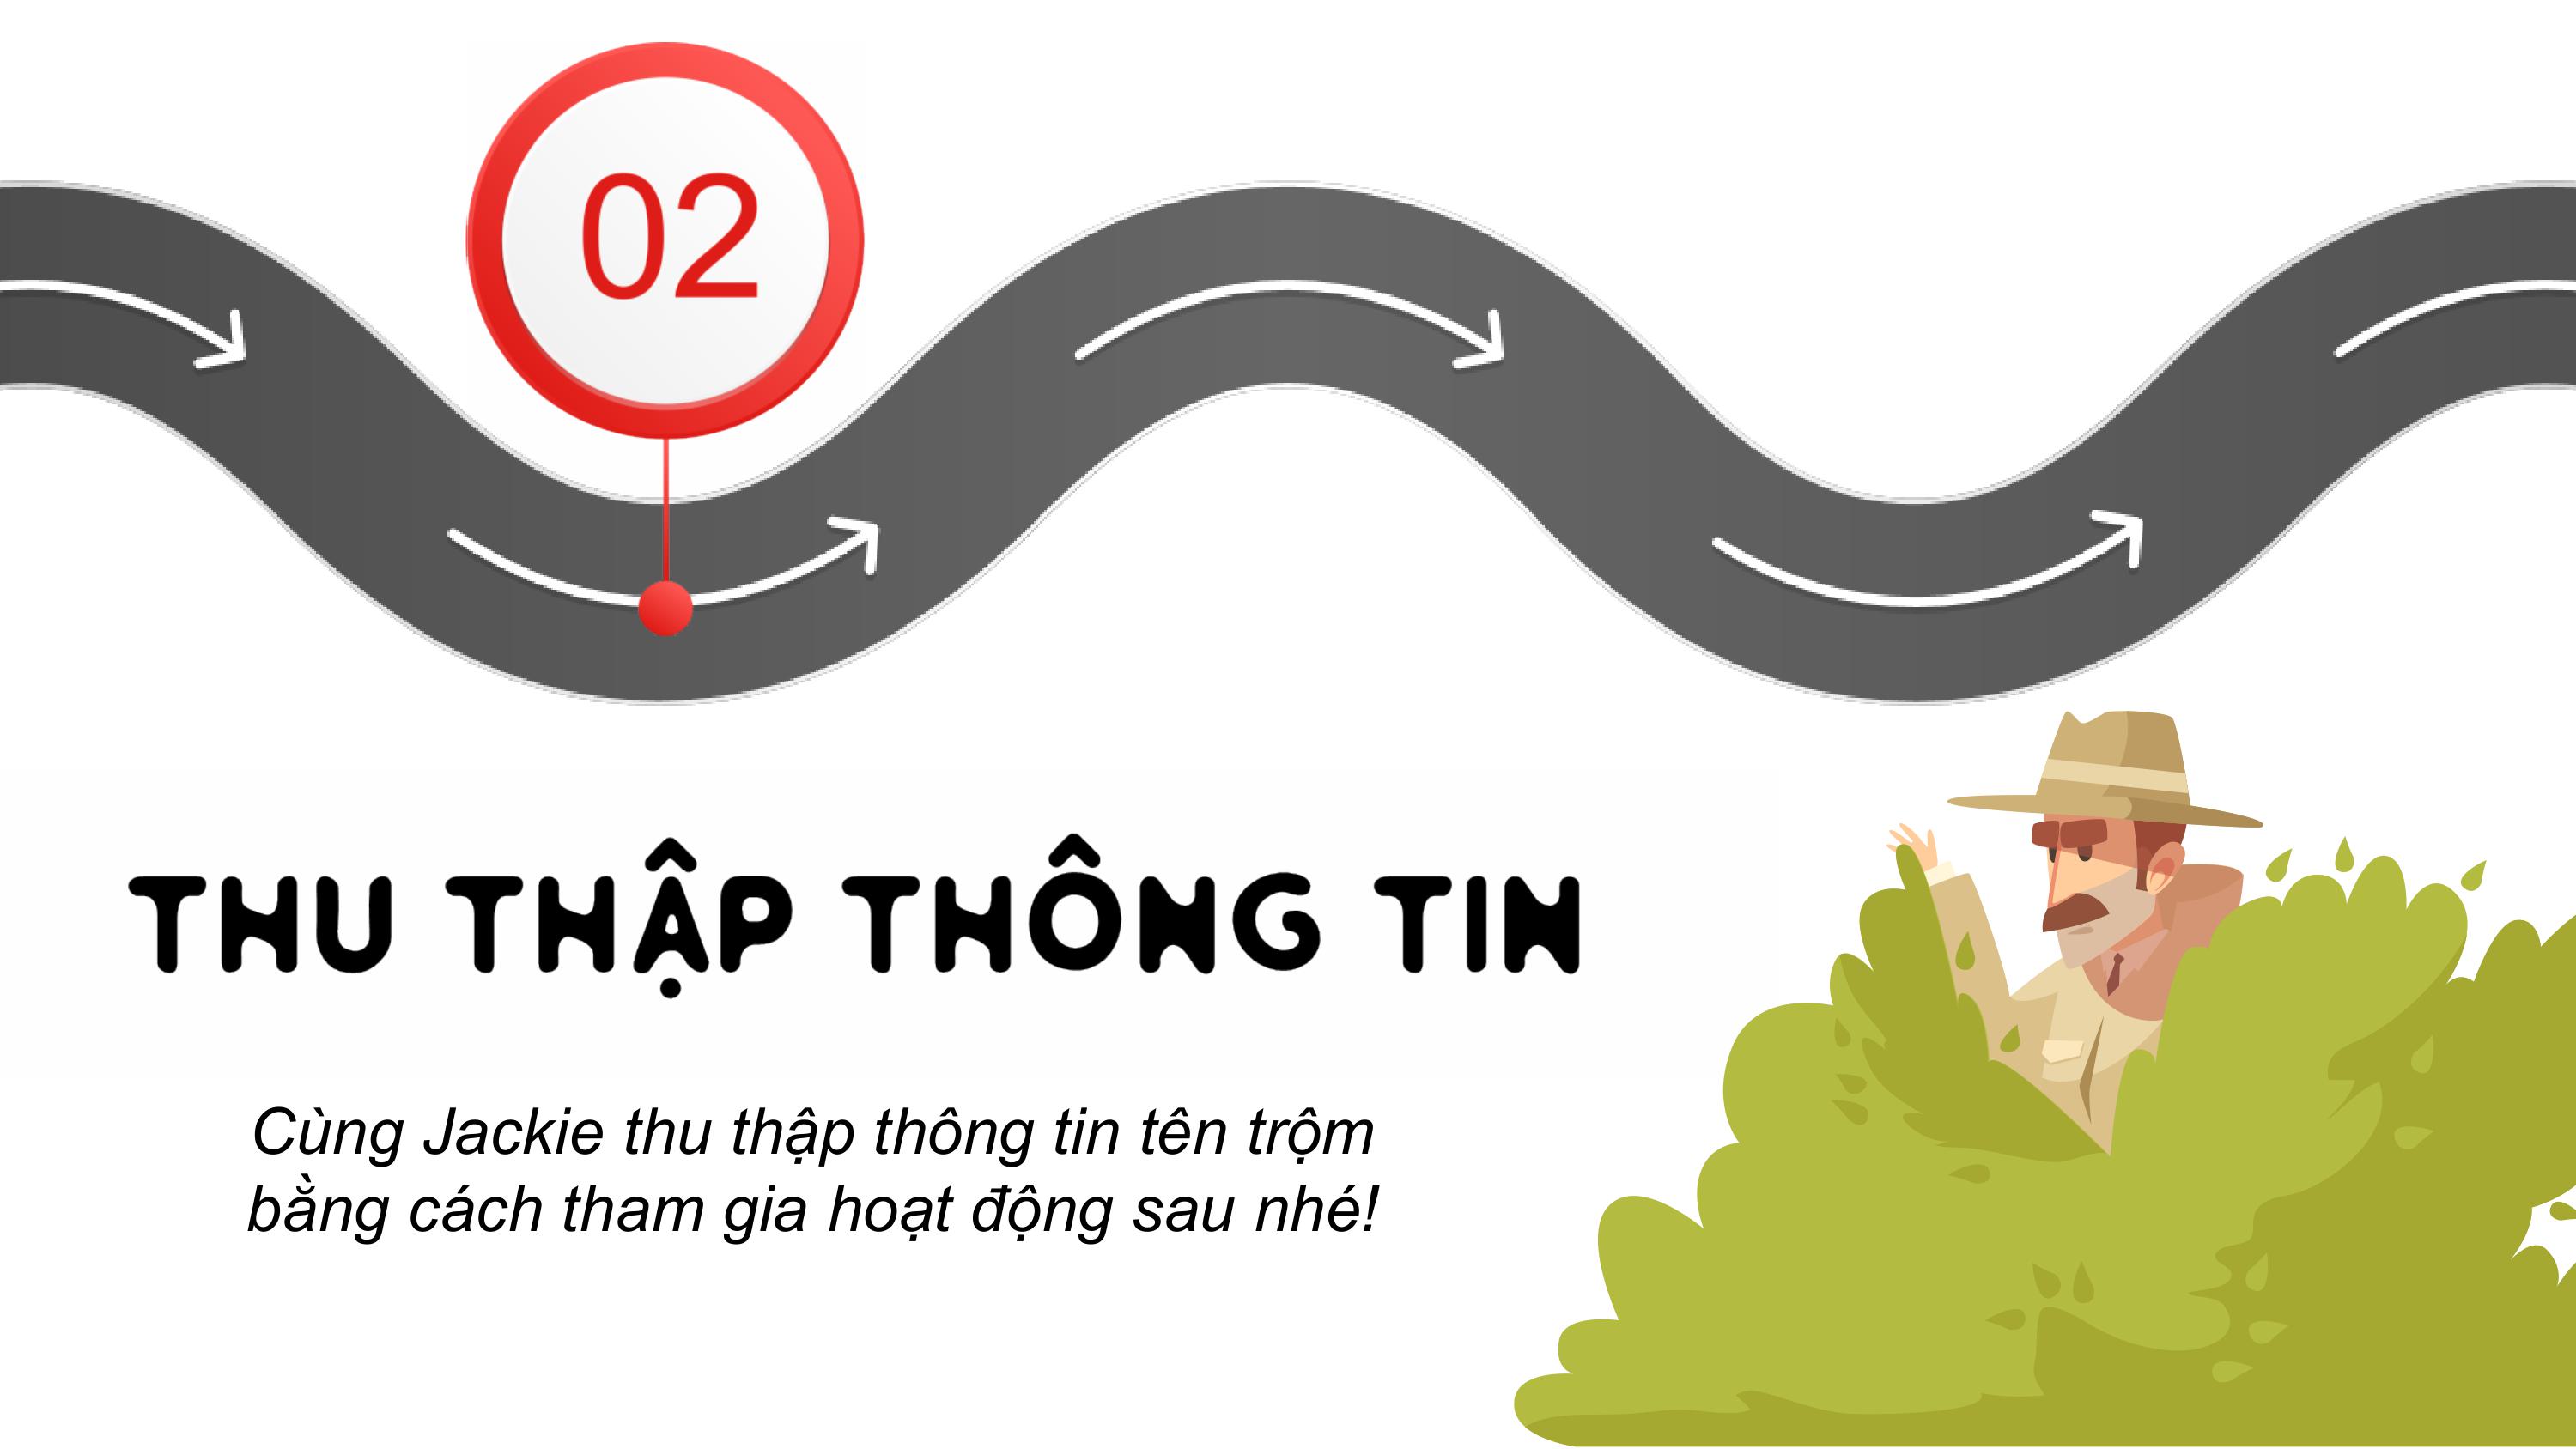 02
THU THẬP THÔNG TIN
Cùng Jackie thu thập thông tin tên trộm
bằng cách tham gia hoạt động sau nhé!